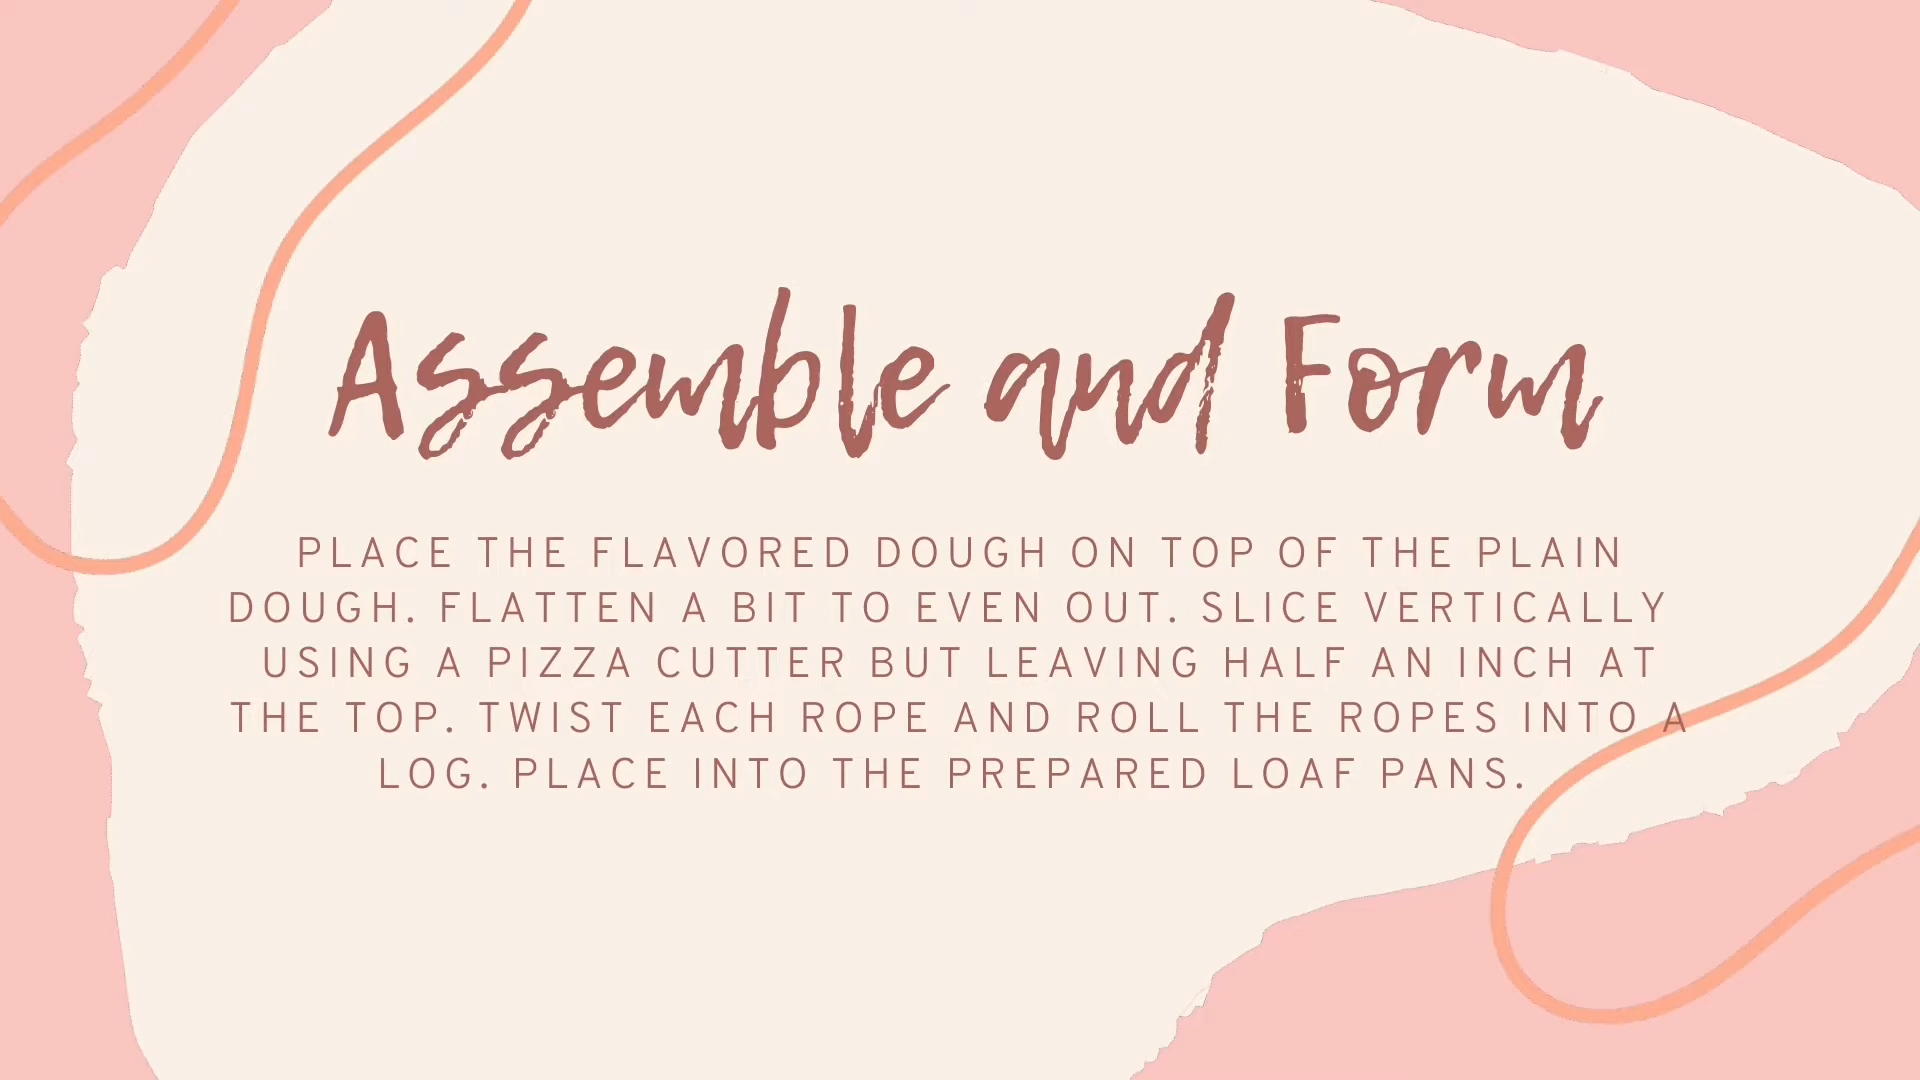 Assemble and Form
PLACE THE FLAVORED DOUGH ON TOP OF THE PLAIN
DOUGH. FLATTEN A BIT TO EVEN OUT. SLICE VERTICALLY
USING A PIZZA CUTTER BUT LEAVING HALF AN INCH AT
THE TOP. TWIST EACH ROPE AND ROLL THE ROPES INTO A
LOG. PLACE INTO THE PREPARED LOAF PANS.